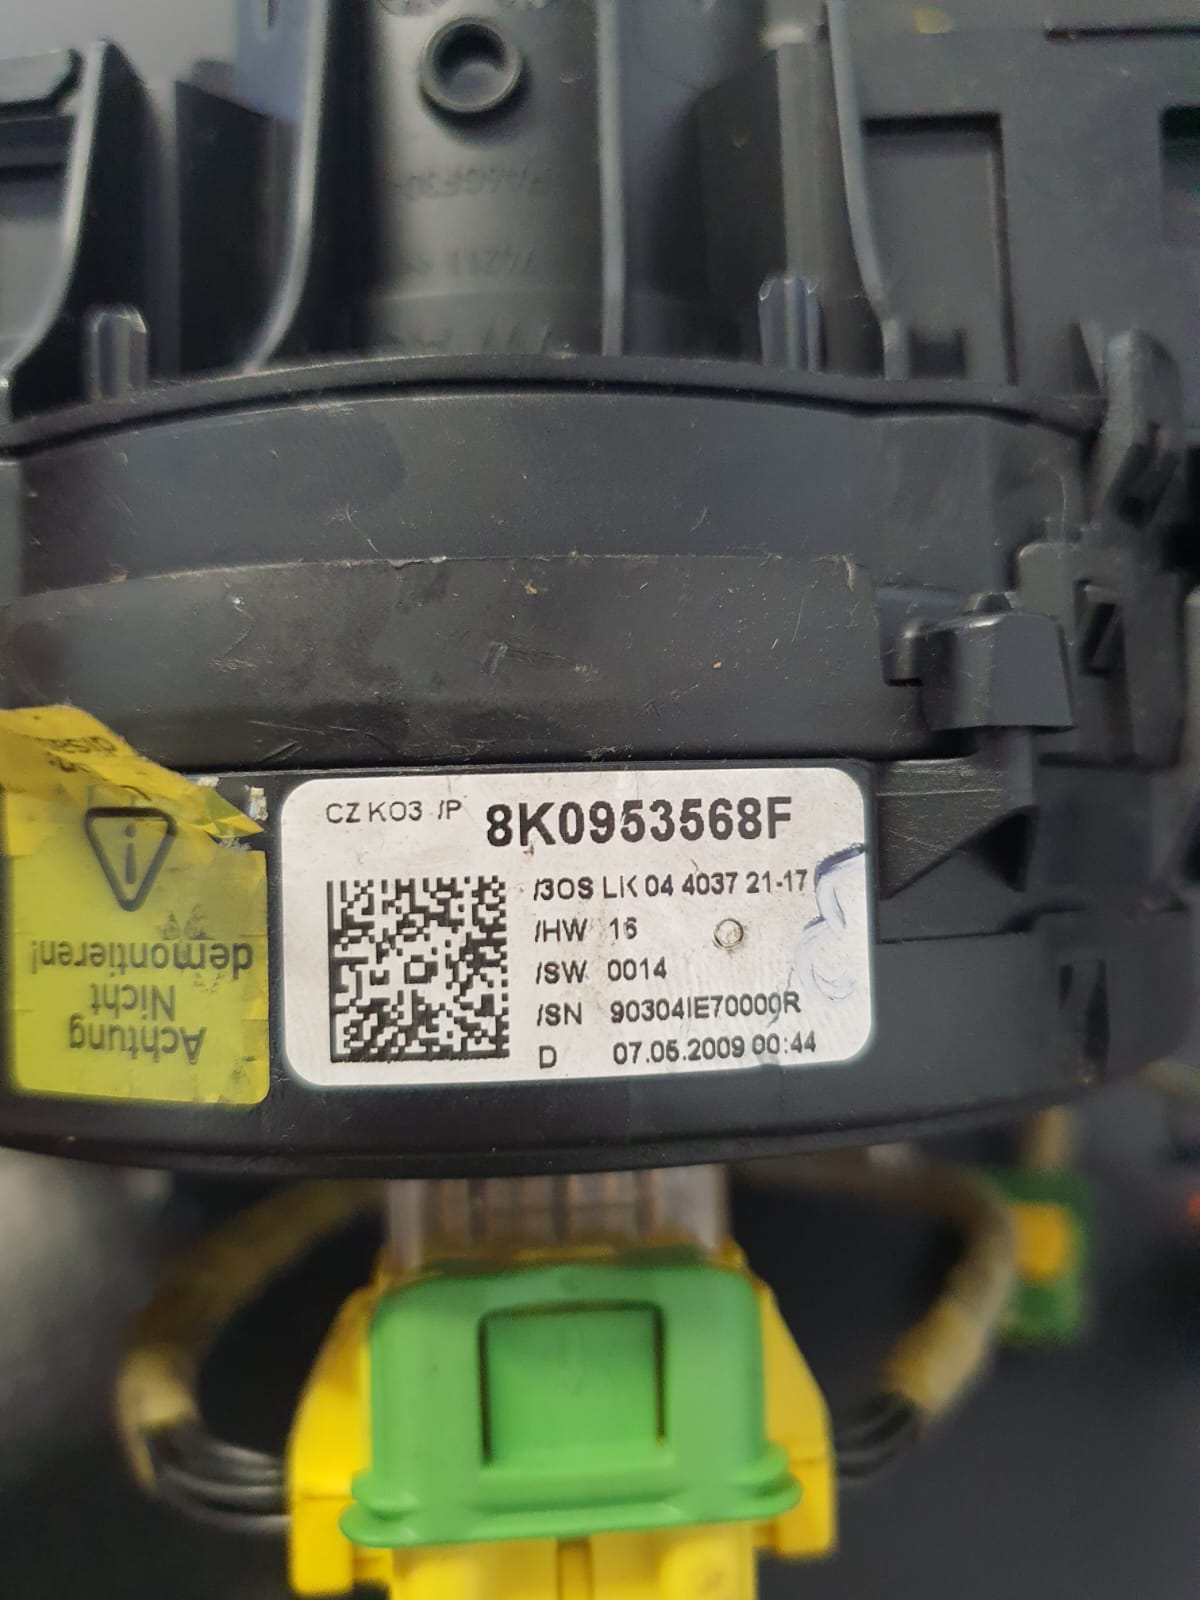 CZ K03 /P 8K0953568F
/3OS LK 04 4037 21-17
/HW 16
/SW 0014
/SN 90304IE70000R
D 07.05.2009 00:44
Achtung
Nicht
demontieren!